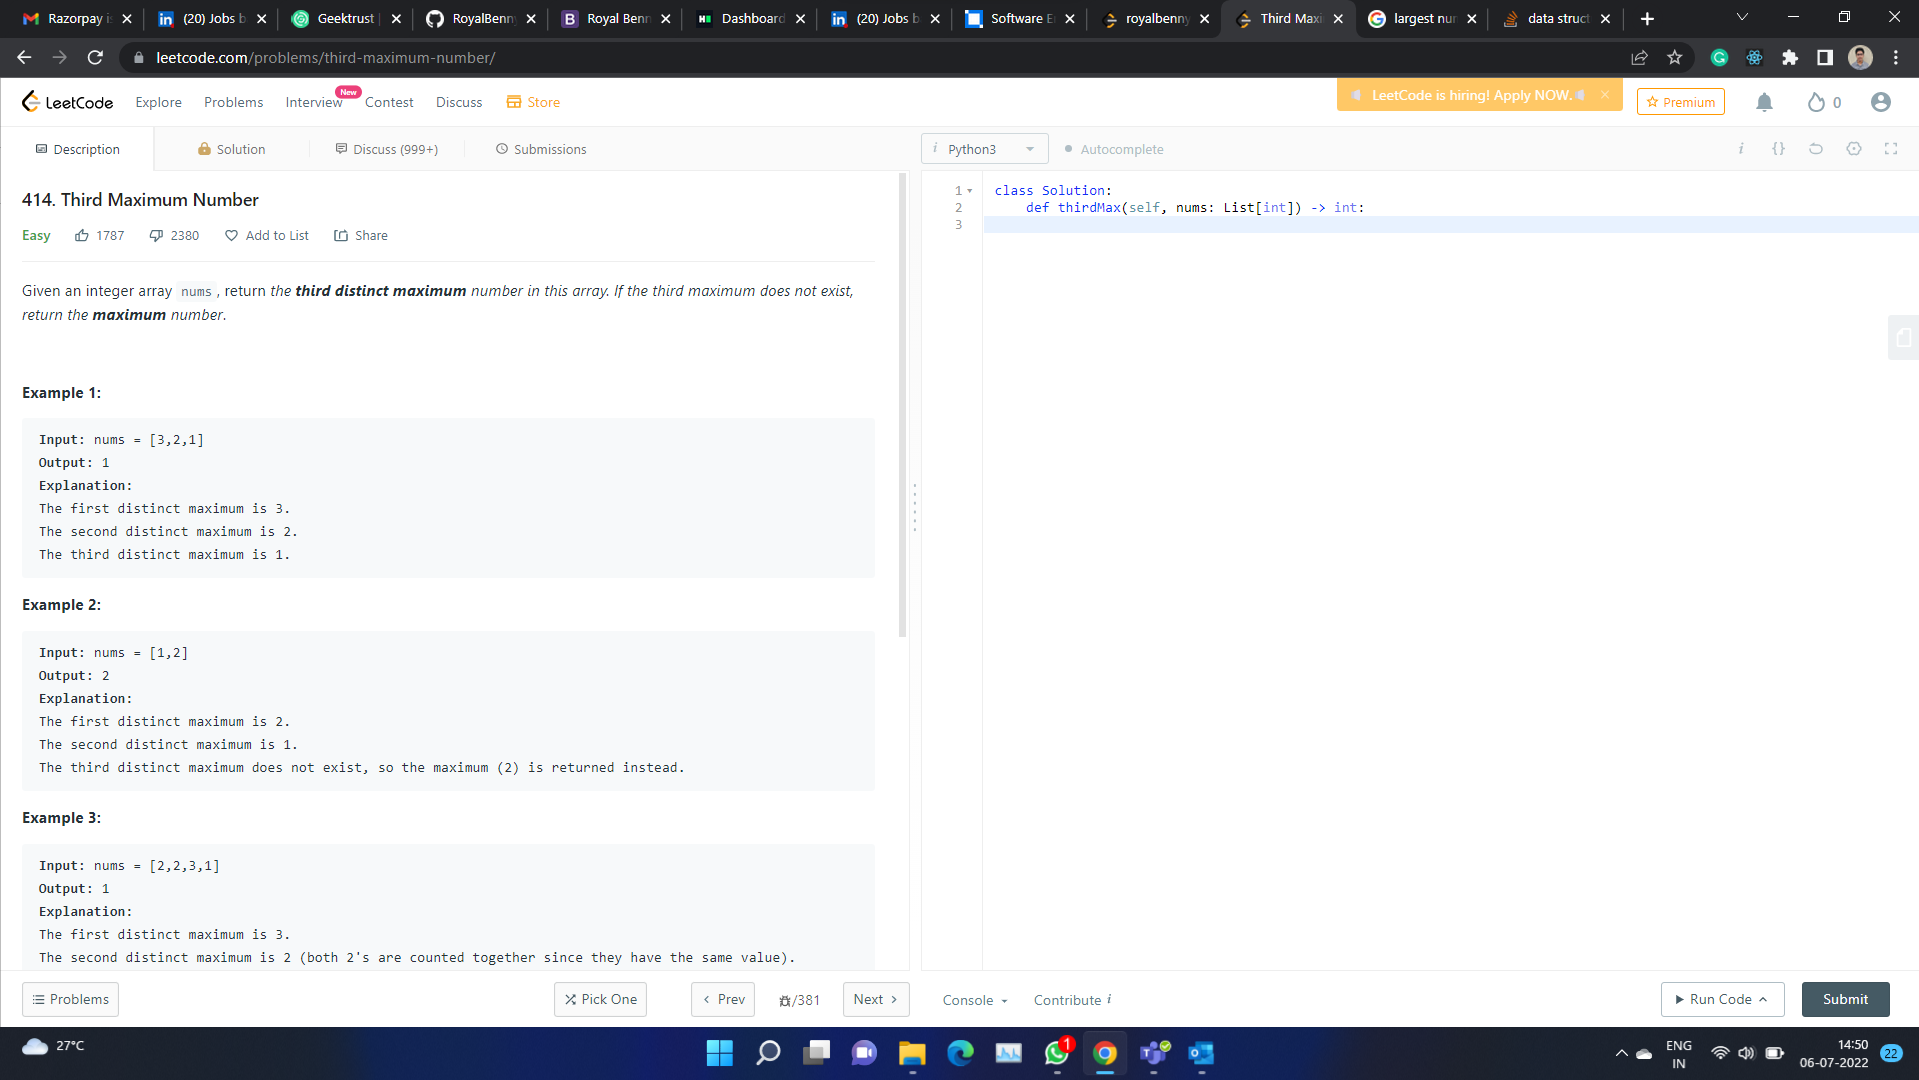 Razorpay is
(20) Jobs b
Geektrust
RoyalBenn
Royal Benn
Dashboard
(20) Jobs b
Software E
royalbenny
Third Maxi
largest nu
data struct
leetcode.com/problems/third-maximum-number/
LeetCode
Explore
Problems
Interview
New
Contest
Discuss
Store
LeetCode is hiring! Apply NOW.
Premium
0
Description
Solution
Discuss (999+)
Submissions
i Python3
Autocomplete
i {}
414. Third Maximum Number
Easy 1787 2380 Add to List Share
Given an integer array nums, return the third distinct maximum number in this array. If the third maximum does not exist,
return the maximum number.
Example 1:
Input: nums = [3,2,1]
Output: 1
Explanation:
The first distinct maximum is 3.
The second distinct maximum is 2.
The third distinct maximum is 1.
Example 2:
Input: nums = [1,2]
Output: 2
Explanation:
The first distinct maximum is 2.
The second distinct maximum is 1.
The third distinct maximum does not exist, so the maximum (2) is returned instead.
Example 3:
Input: nums = [2,2,3,1]
Output: 1
Explanation:
The first distinct maximum is 3.
The second distinct maximum is 2 (both 2's are counted together since they have the same value).
1 class Solution:
2 def thirdMax(self, nums: List[int]) -> int:
3
Problems
Pick One
Prev
/381
Next
Console
Contribute i
Run Code
Submit
27°C
1
ENG
IN
14:50
06-07-2022
22